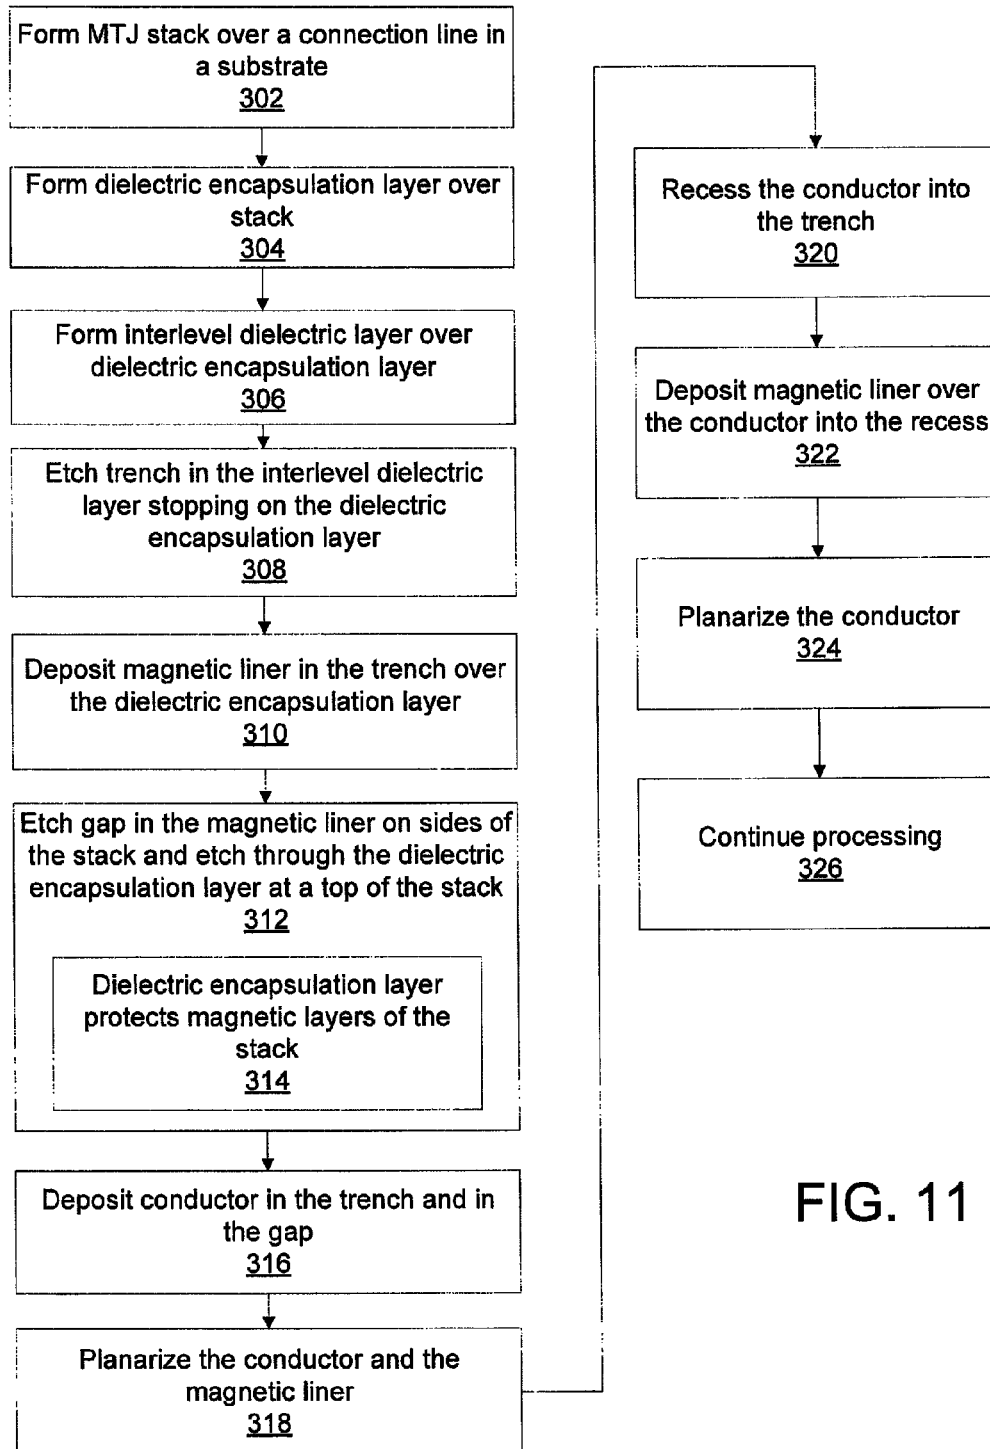 Form MTJ stack over a connection line in
a substrate
302
Form dielectric encapsulation layer over
stack
304
Form interlevel dielectric layer over
dielectric encapsulation layer
306
Etch trench in the interlevel dielectric
layer stopping on the dielectric
encapsulation layer
308
Deposit magnetic liner in the trench over
the dielectric encapsulation layer
310
Etch gap in the magnetic liner on sides of
the stack and etch through the dielectric
encapsulation layer at a top of the stack
312
Dielectric encapsulation layer
protects magnetic layers of the
stack
314
Deposit conductor in the trench and in
the gap
316
Planarize the conductor and the
magnetic liner
318
Recess the conductor into
the trench
320
Deposit magnetic liner over
the conductor into the recess
322
Planarize the conductor
324
Continue processing
326
FIG. 11